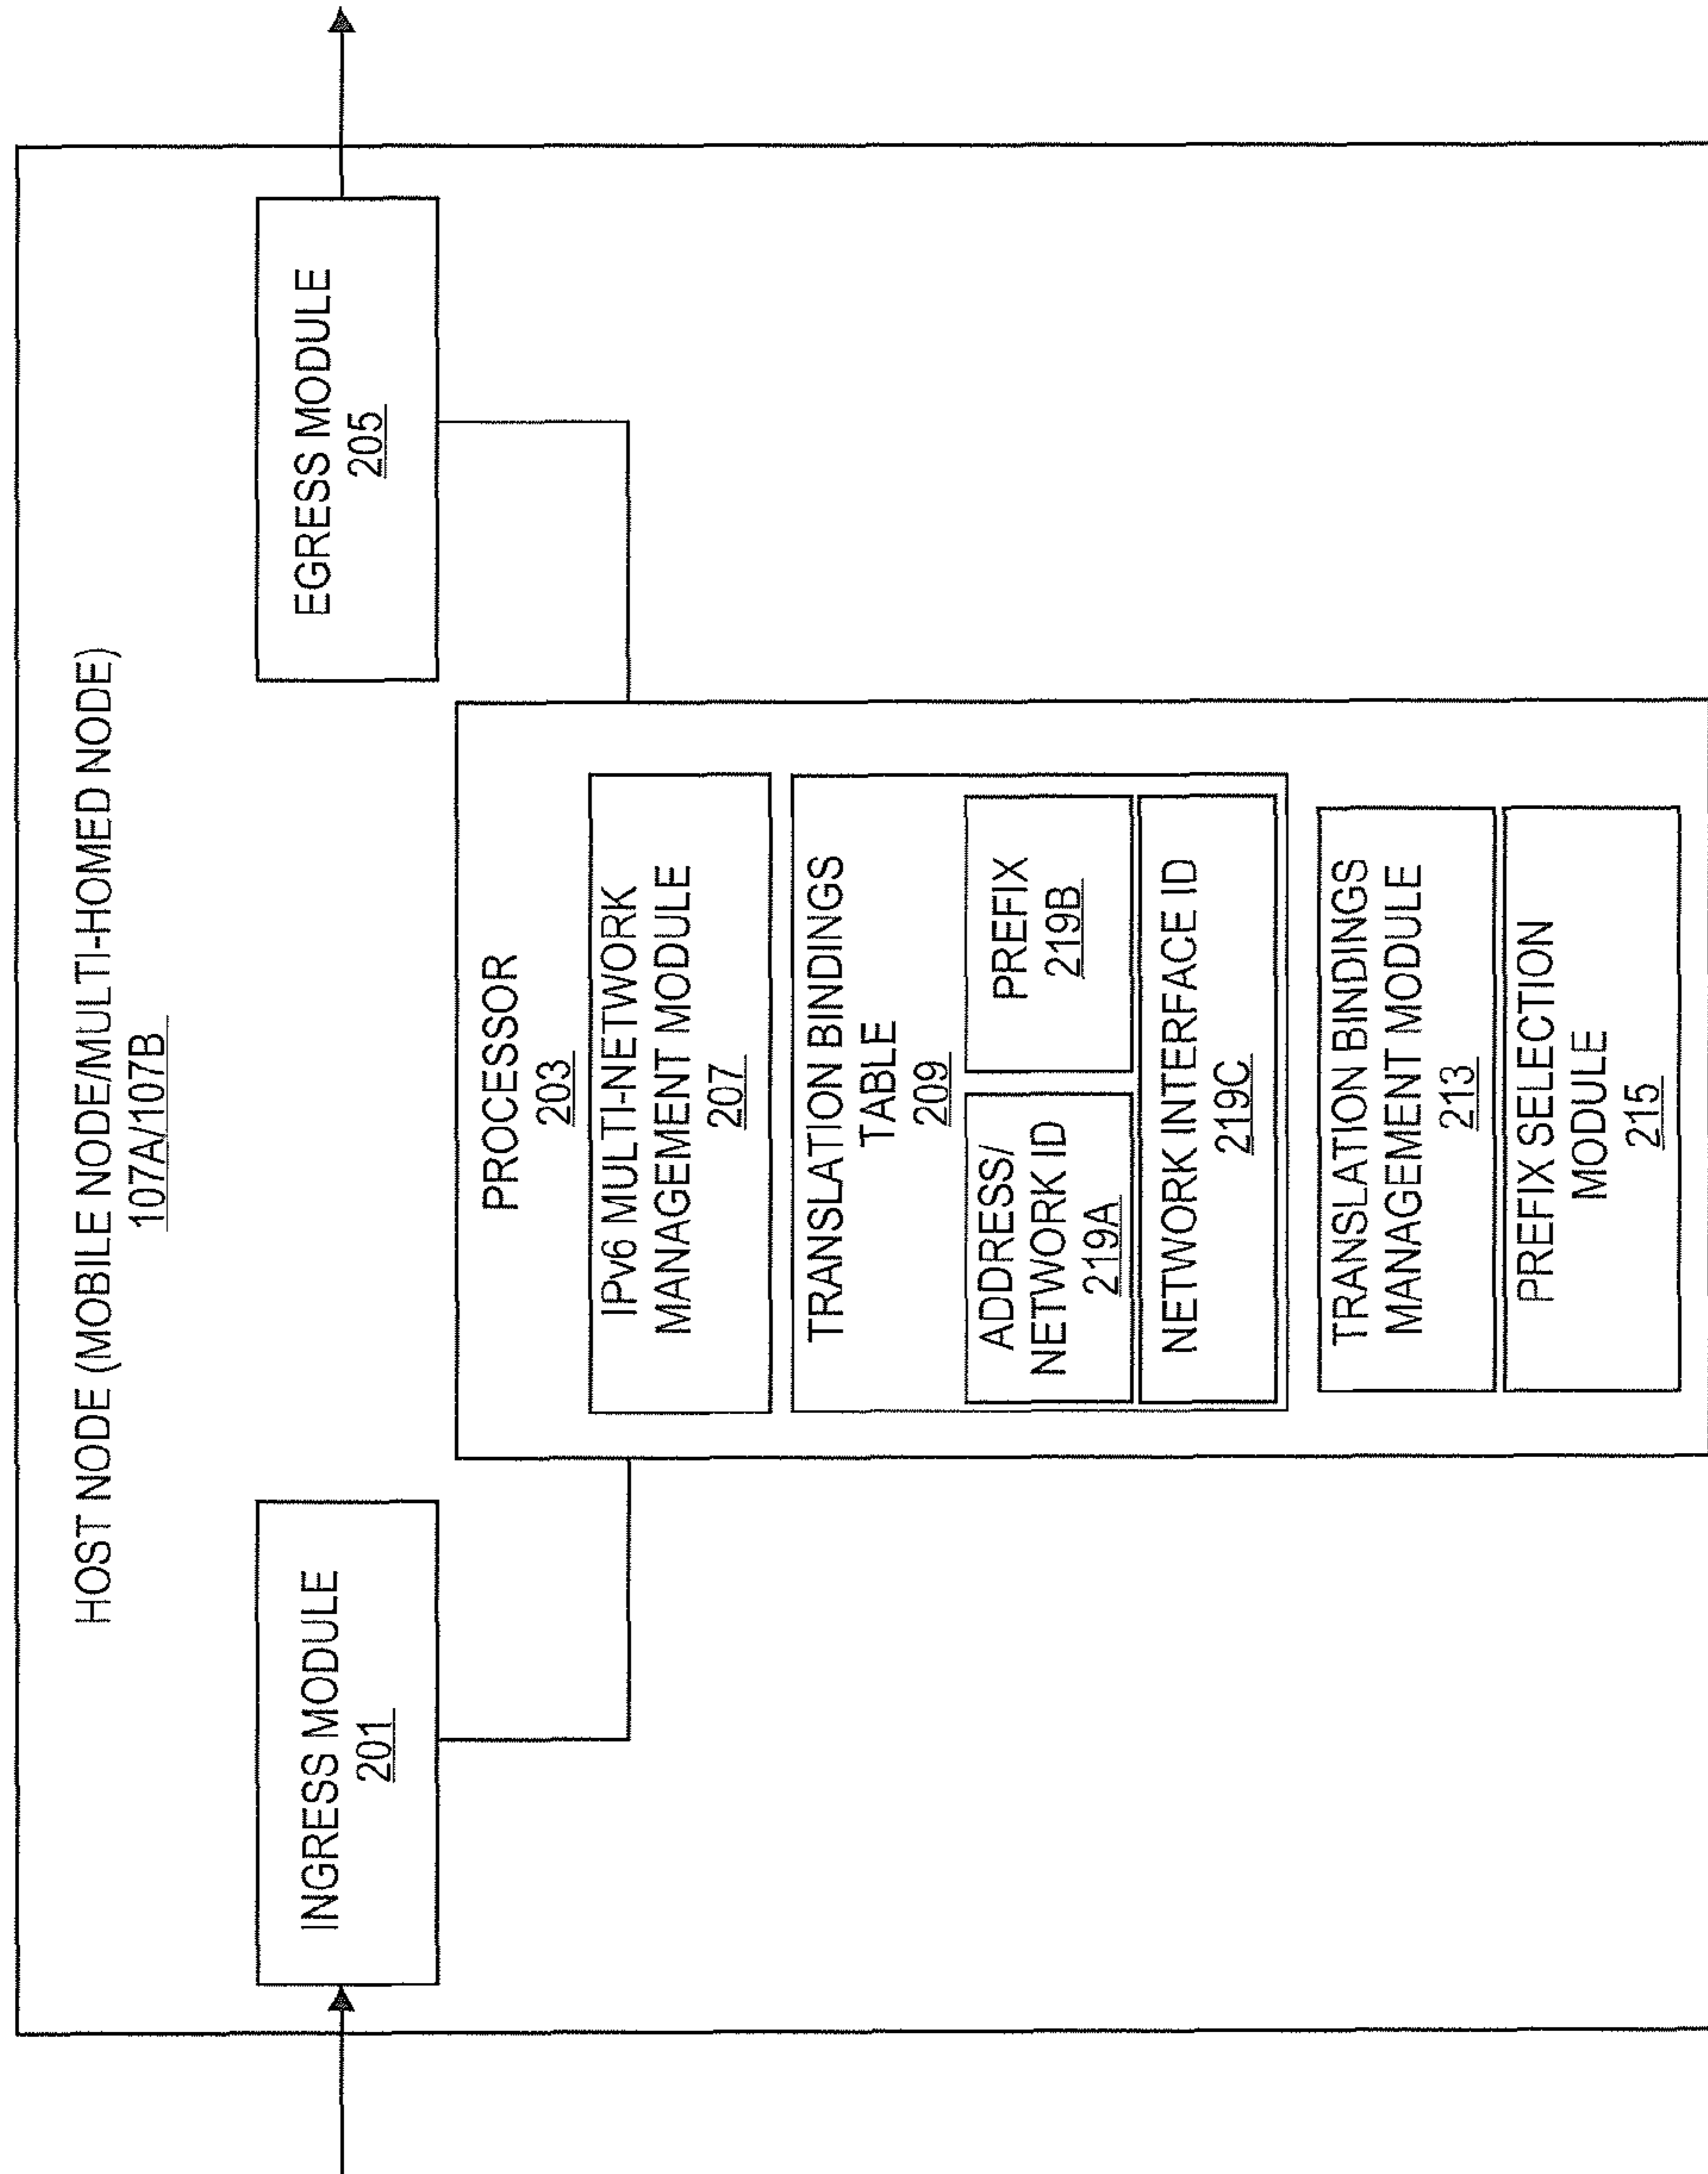 HOST NODE (MOBILE NODE/MULTI-HOMED NODE)
107A/107B
INGRESS MODULE
201
EGRESS MODULE
205
PROCESSOR
203
IPv6 MULTI-NETWORK
MANAGEMENT MODULE
207
TRANSLATION BINDINGS
TABLE
209
ADDRESS/
NETWORK ID
219A
PREFIX
219B
NETWORK INTERFACE ID
219C
TRANSLATION BINDINGS
MANAGEMENT MODULE
213
PREFIX SELECTION
MODULE
215